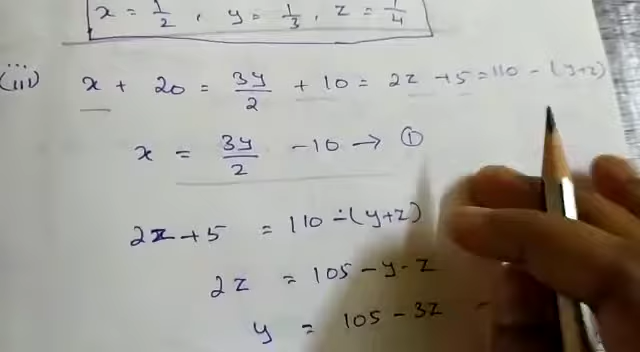 x = 1/2 , y = 1/3 , z = 1/4
(iii) x + 20 = 3y/2 + 10 = 2z + 5 = 110 - (y+z)
x = 3y/2 - 10 → ①
2z + 5 = 110 - (y+z)
2z = 105 - y - z
y = 105 - 3z